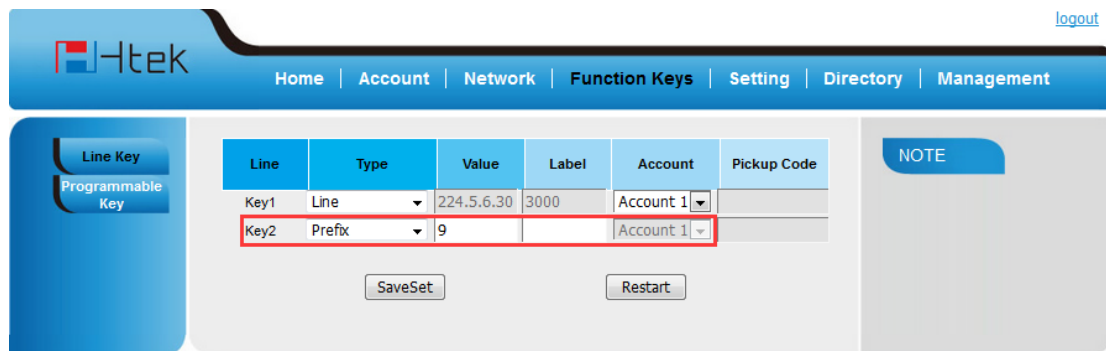 logout
Htek
Home | Account | Network | Function Keys | Setting | Directory | Management
Line Key
Programmable Key
Line Type Value Label Account Pickup Code
Key1 Line 224.5.6.30 3000 Account 1
Key2 Prefix 9 Account 1
SaveSet Restart
NOTE